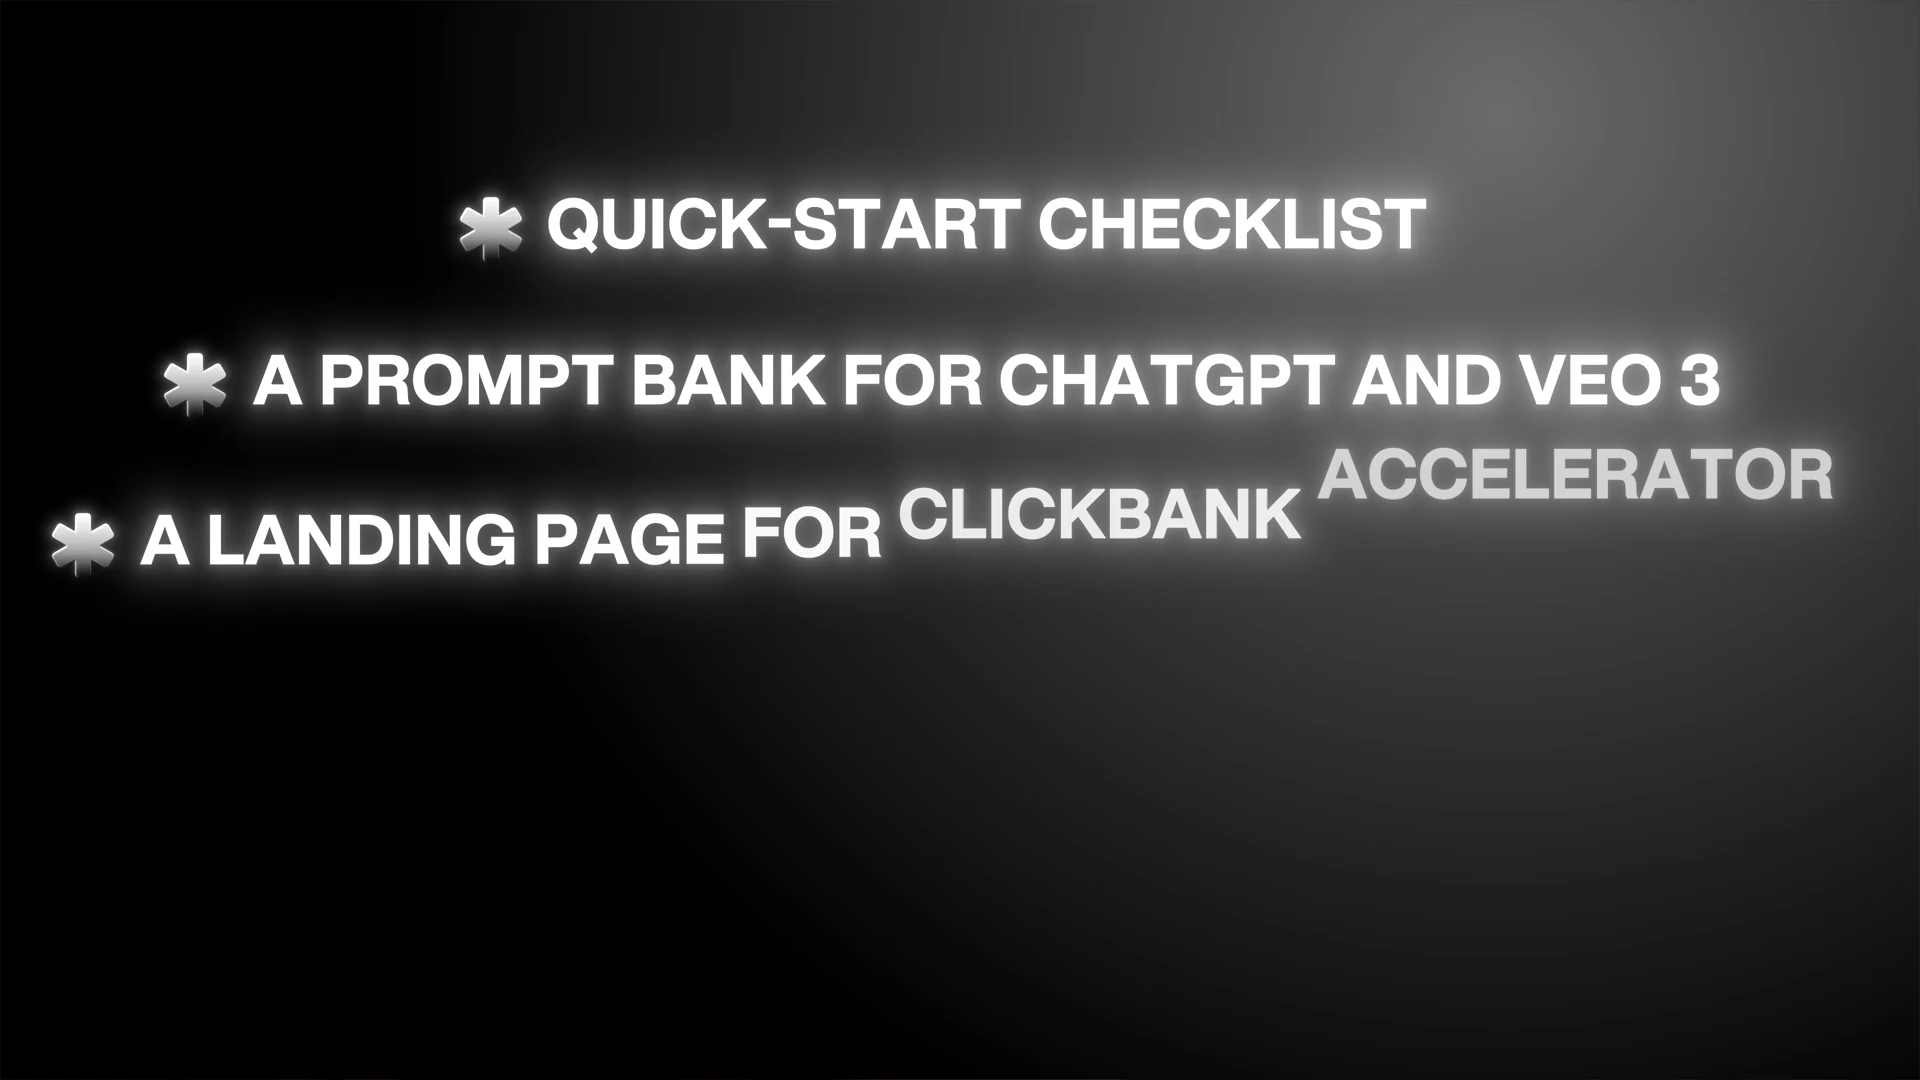 ✱ QUICK-START CHECKLIST
✱ A PROMPT BANK FOR CHATGPT AND VEO 3
✱ A LANDING PAGE FOR CLICKBANK ACCELERATOR